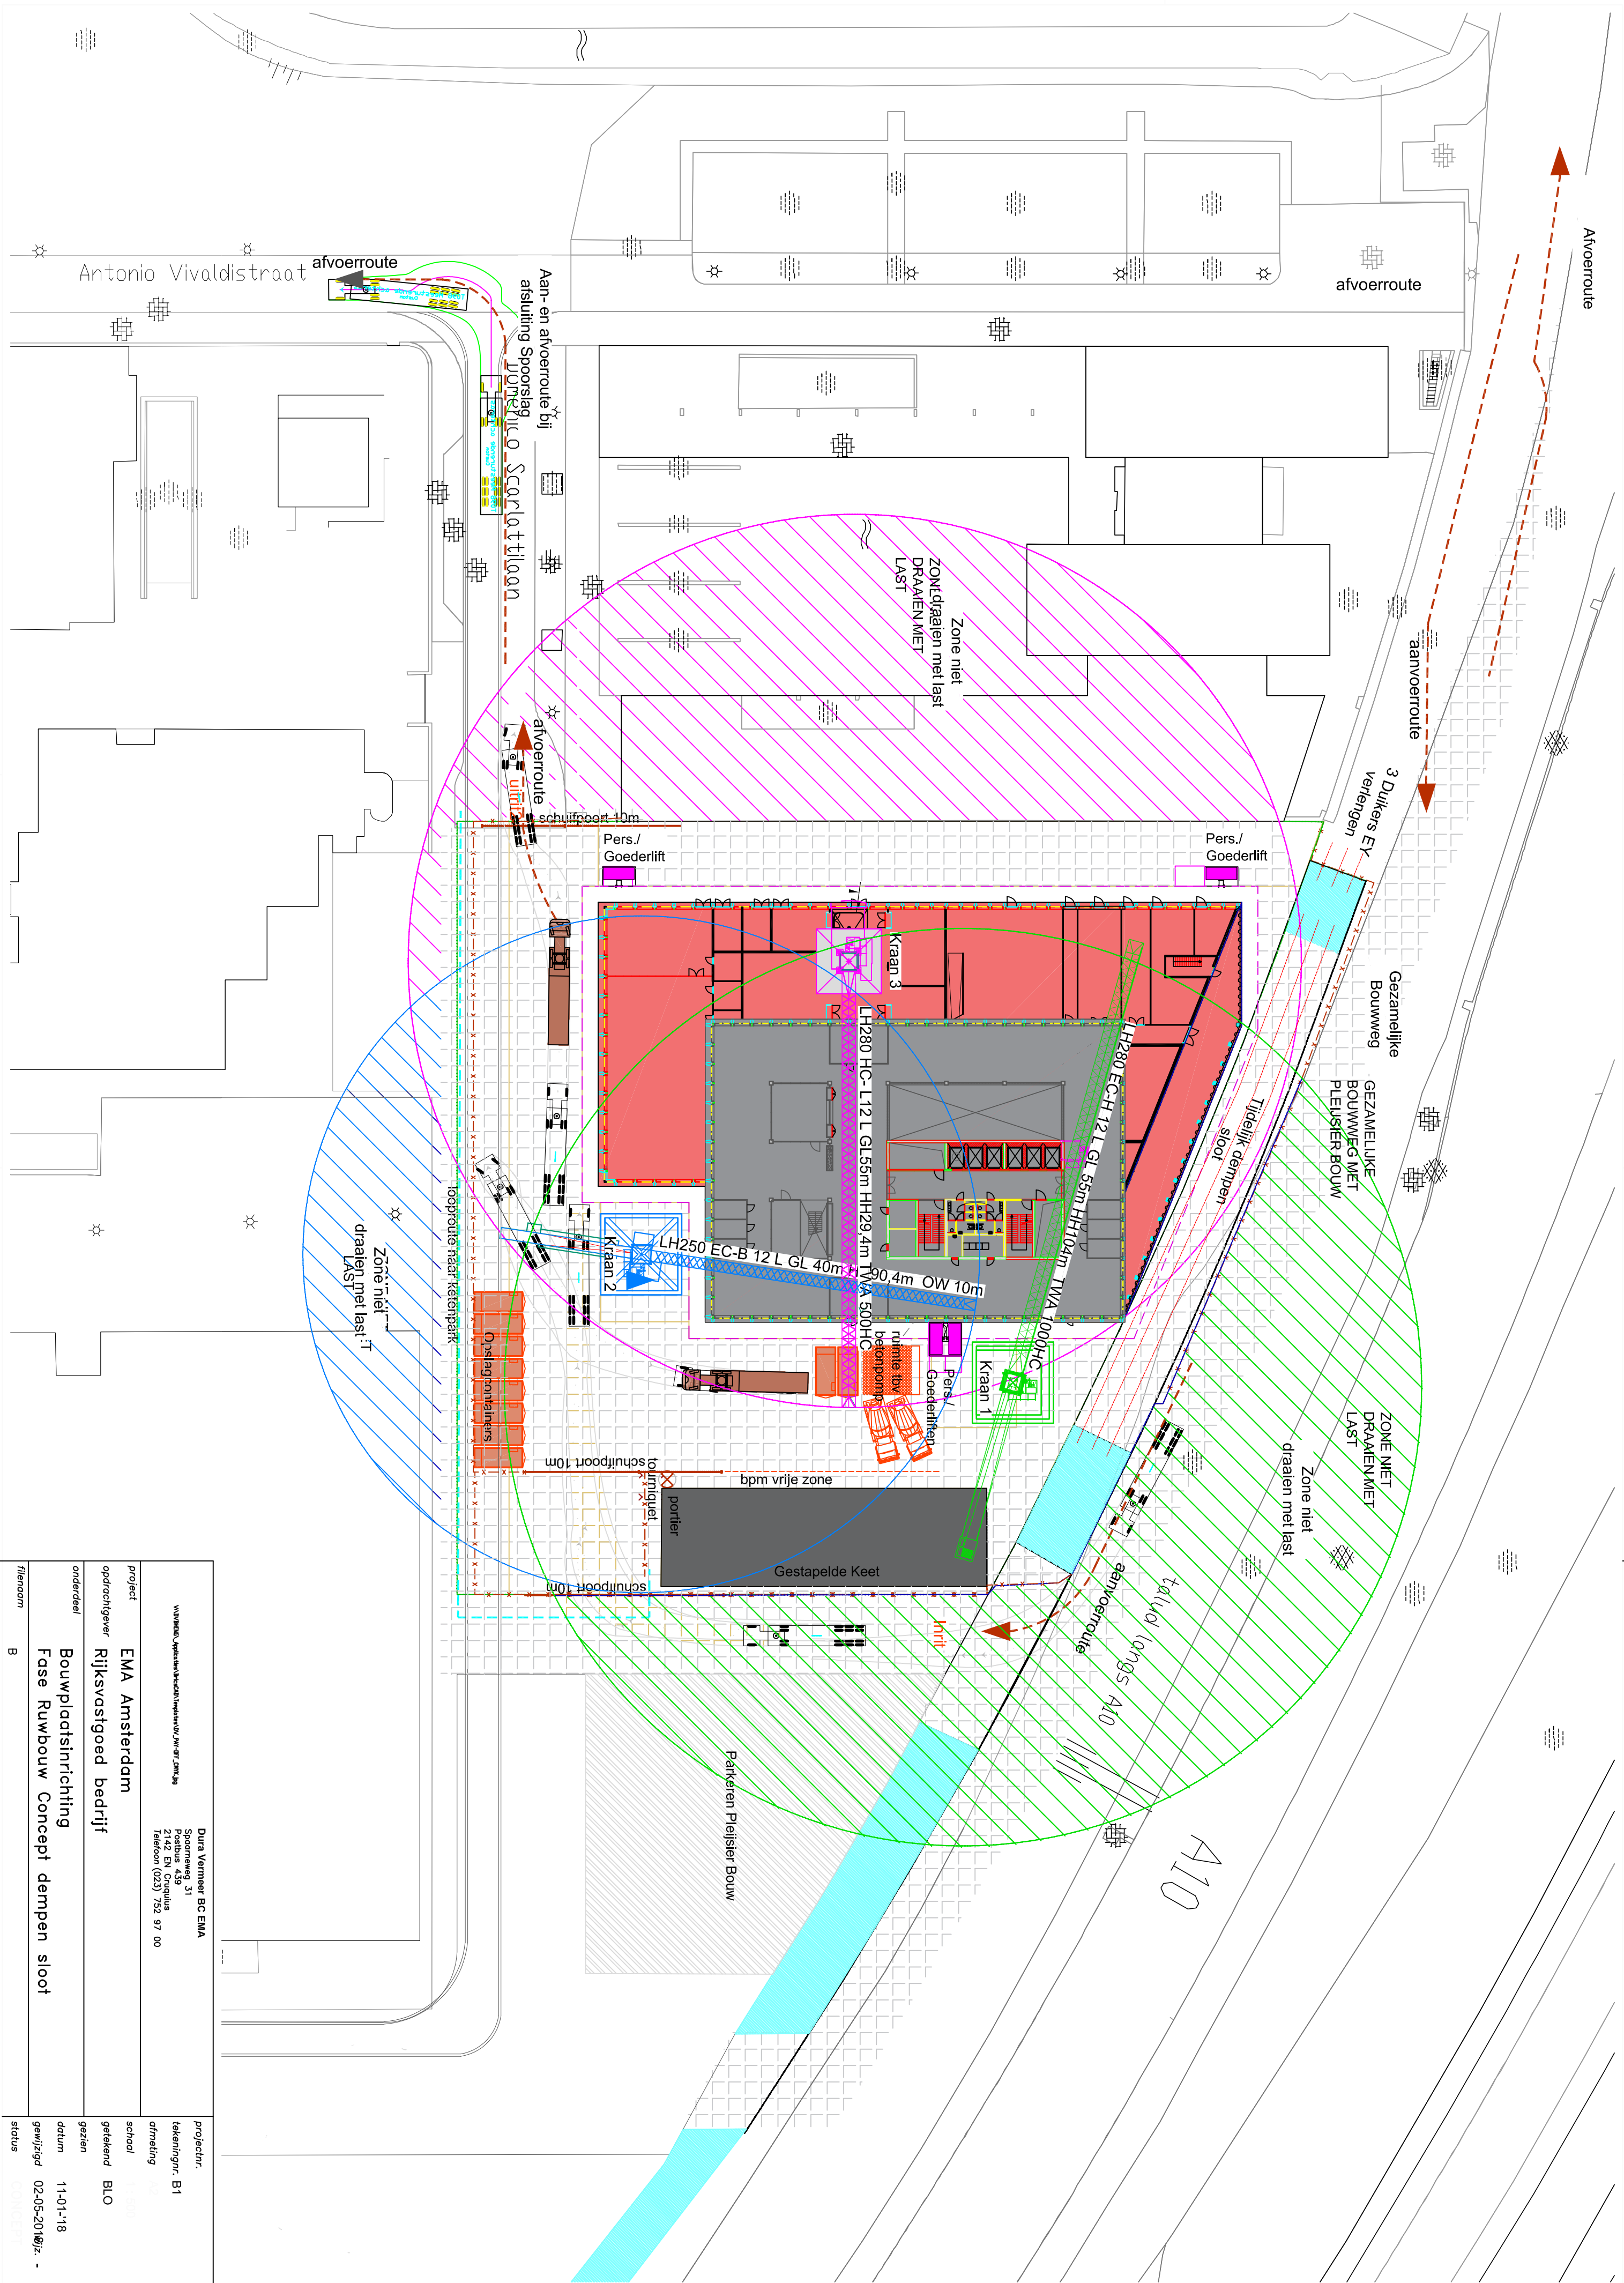 Afvoerroute
afvoerroute
aanvoerroute
Antonio Vivaldistraat
afvoerroute
Aan- en afvoerroute bij
afsluiting Spoorslag
Domenico Scarlattilaan
Zone niet
draaien met last
ZONE
DRAAIEN MET
LAST
3 Duikers EY
verlengen
afvoerroute
uitrit
schuifpoort 10m
Pers./
Goederlift
Pers./
Goederlift
Gezamelijke
Bouwweg
GEZAMELIJKE
BOUWWEG MET
PLEIJSIER BOUW
Tijdelijk dempen
sloot
Kraan 3
LH280 HC- L12 L GL55m HH29,4m TWA 500HC
LH280 EC-H 12 L GL 55m HH104m TWA 1000HC
Kraan 2
LH250 EC-B 12 L GL 40m
90,4m OW 10m
Zone niet
draaien met last
LAST
looproute naar ketenpark
Opslagcontainers
ruimte tbv
betonpomp
Pers./
Goederliften
Kraan 1
ZONE NIET
DRAAIEN MET
LAST
Zone niet
draaien met last
schuifpoort 10m
tourniquet
portier
bpm vrije zone
Gestapelde Keet
schuifpoort 10m
Inrit
aanvoerroute
talud langs A10
A10
Parkeren Pleijsier Bouw
Dura Vermeer BC EMA
Spoorneweg 31
Postbus 439
2142 EN Cruquius
Telefoon (023) 752 97 00
project EMA Amsterdam
opdrachtgever Rijksvastgoed bedrijf
onderdeel Bouwplaatsinrichting
Fase Ruwbouw Concept dempen sloot
filenaam B
projectnr.
tekeningnr. B1
afmeting
schaal
getekend BLO
gezien
datum 11-01-'18
gewijzigd 02-05-2018 wijz. -
status